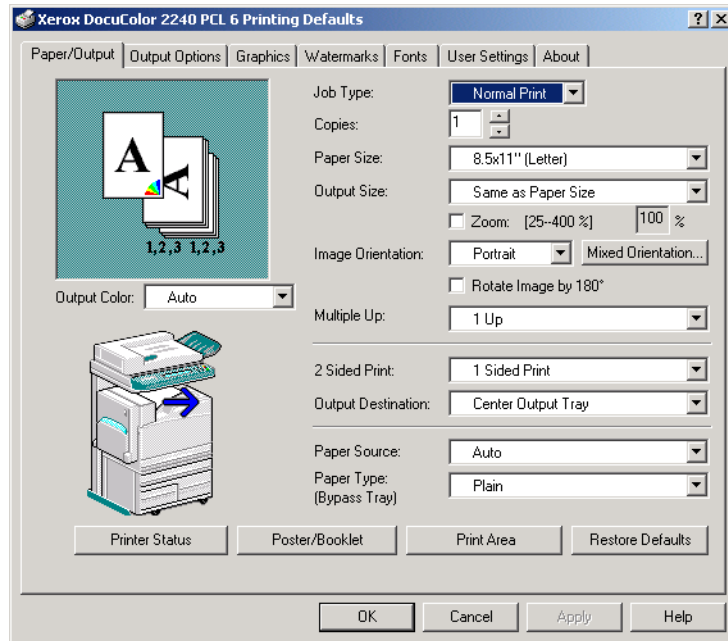 Xerox DocuColor 2240 PCL 6 Printing Defaults
Paper/Output Output Options Graphics Watermarks Fonts User Settings About
A A
1,2,3 1,2,3
Output Color: Auto
Job Type: Normal Print
Copies: 1
Paper Size: 8.5x11" (Letter)
Output Size: Same as Paper Size
Zoom: [25--400 %] 100 %
Image Orientation: Portrait Mixed Orientation...
Rotate Image by 180°
Multiple Up: 1 Up
2 Sided Print: 1 Sided Print
Output Destination: Center Output Tray
Paper Source: Auto
Paper Type: Plain
(Bypass Tray)
Printer Status Poster/Booklet Print Area Restore Defaults
OK Cancel Apply Help